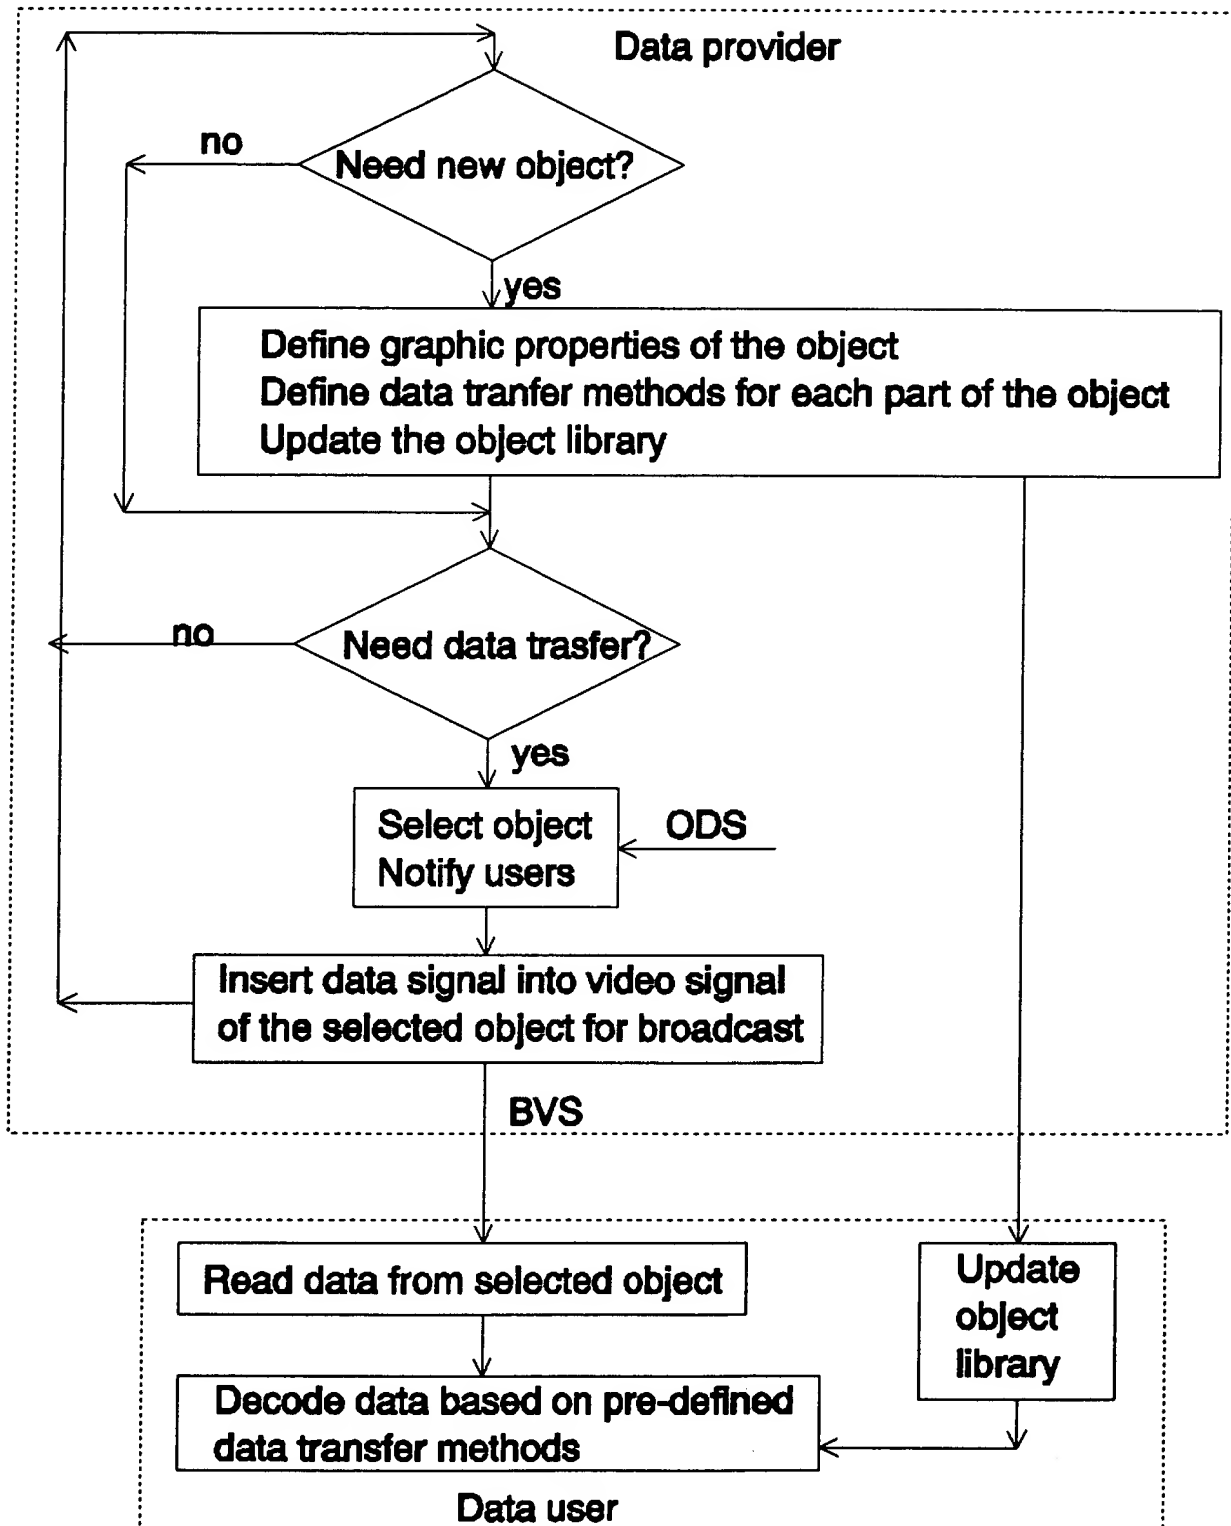 Data provider
no
Need new object?
yes
Define graphic properties of the object
Define data tranfer methods for each part of the object
Update the object library
no
Need data trasfer?
yes
Select object
Notify users
ODS
Insert data signal into video signal
of the selected object for broadcast
BVS
Read data from selected object
Update
object
library
Decode data based on pre-defined
data transfer methods
Data user